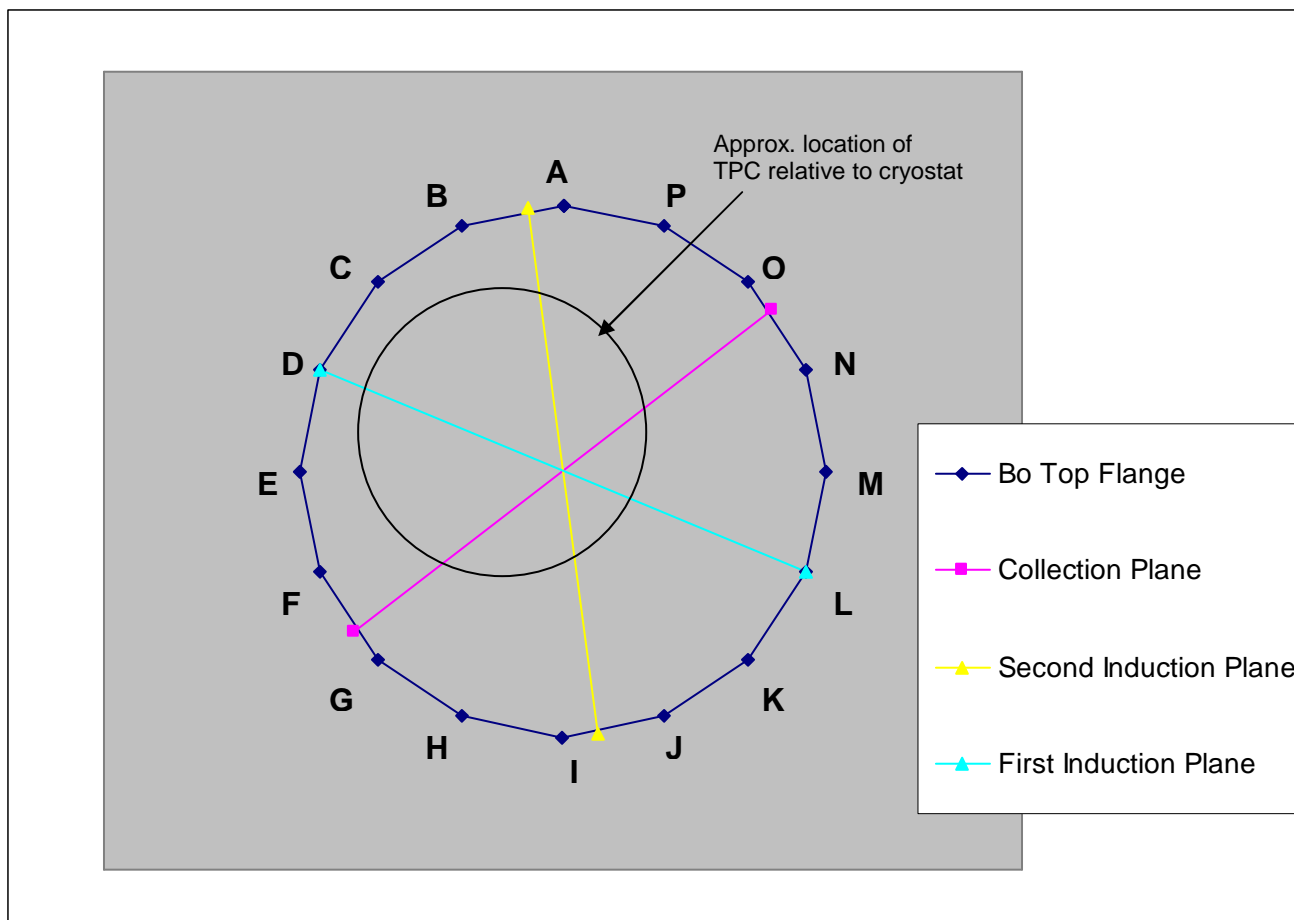 Approx. location of
TPC relative to cryostat
A
B
P
C
O
D
N
E
M
F
L
G
K
H
J
I
Bo Top Flange
Collection Plane
Second Induction Plane
First Induction Plane